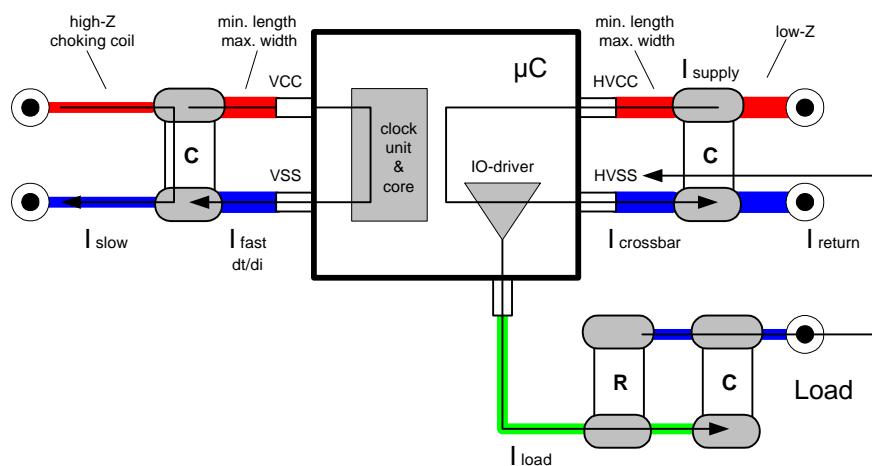 high-Z
choking coil
min. length
max. width
VCC
µC
HVCC
min. length
max. width
I supply
low-Z
C
clock
unit
&
core
IO-driver
C
VSS
HVSS
I slow
I fast
dt/di
I crossbar
I return
R
C
Load
I load